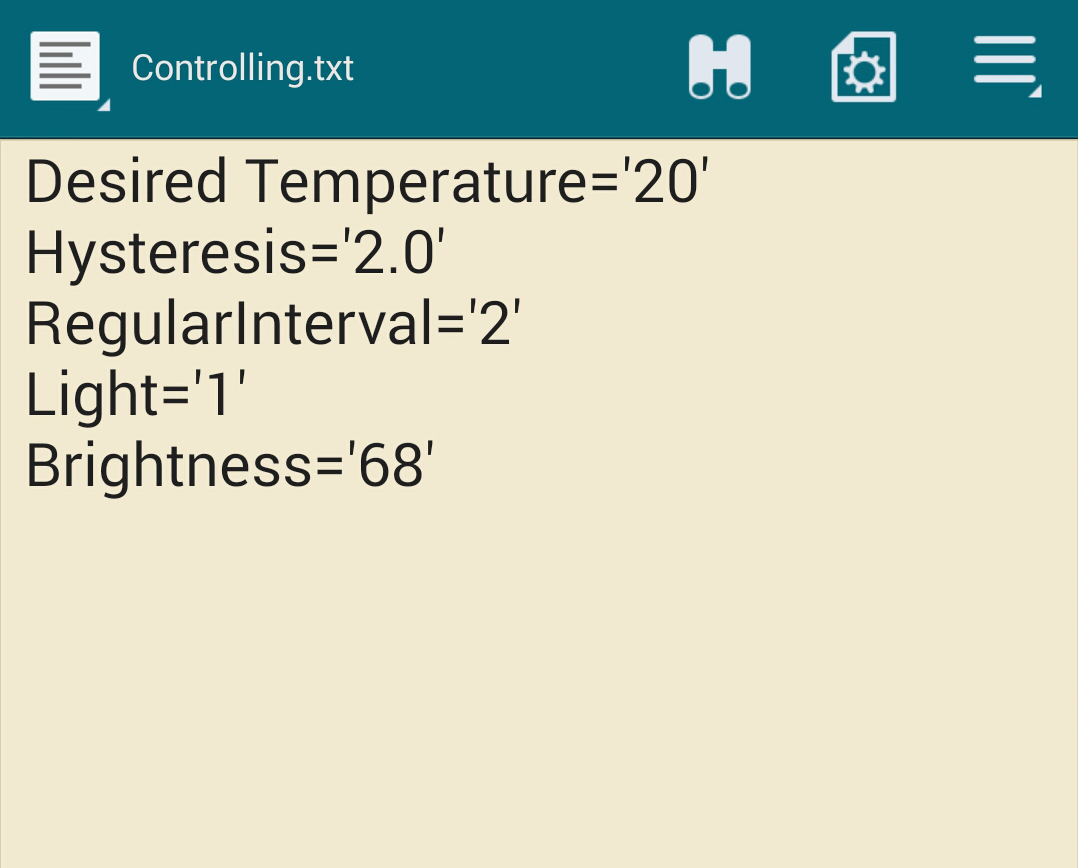 Controlling.txt
Desired Temperature='20'
Hysteresis='2.0'
RegularInterval='2'
Light='1'
Brightness='68'